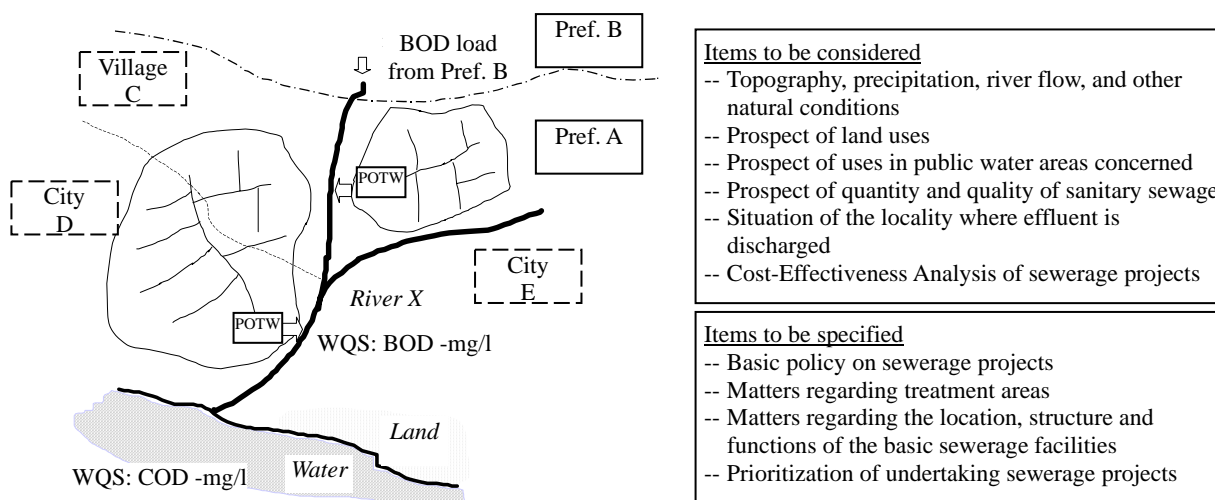 Pref. B
BOD load
from Pref. B
Village
C
Pref. A
POTW
City
D
City
E
River X
POTW
WQS: BOD -mg/l
Land
Water
WQS: COD -mg/l
Items to be considered
-- Topography, precipitation, river flow, and other
natural conditions
-- Prospect of land uses
-- Prospect of uses in public water areas concerned
-- Prospect of quantity and quality of sanitary sewage
-- Situation of the locality where effluent is
discharged
-- Cost-Effectiveness Analysis of sewerage projects
Items to be specified
-- Basic policy on sewerage projects
-- Matters regarding treatment areas
-- Matters regarding the location, structure and
functions of the basic sewerage facilities
-- Prioritization of undertaking sewerage projects